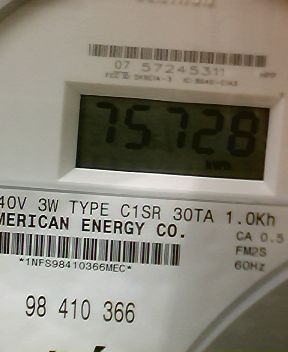 07 57245311
75728
kWh
40V 3W TYPE C1SR 30TA 1.0Kh
MERICAN ENERGY CO.
CA 0.5
FM2S
60Hz
*1NFS98410366MEC*
98 410 366